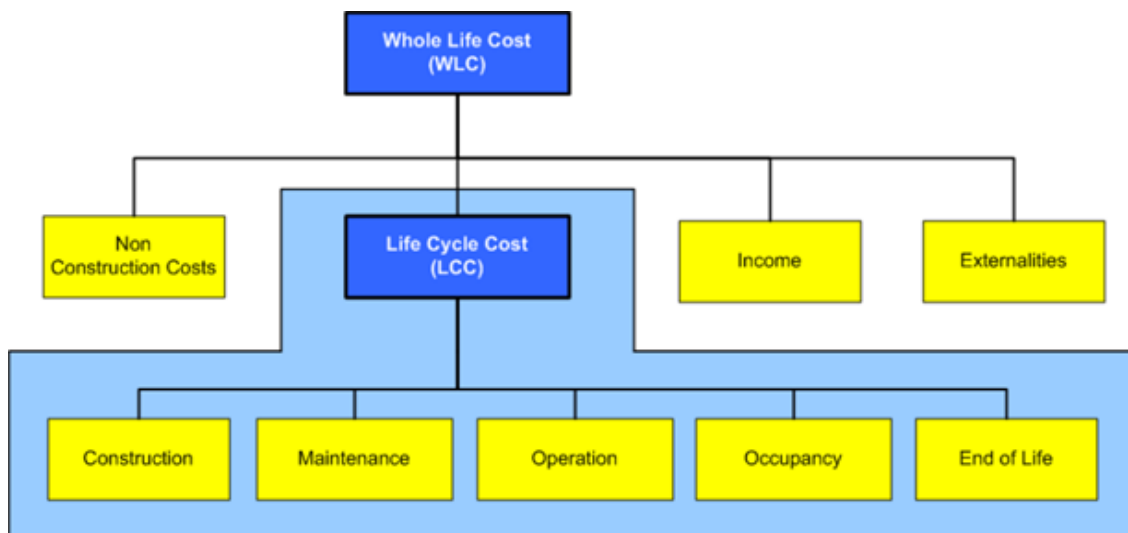 Whole Life Cost
(WLC)
Non
Construction Costs
Life Cycle Cost
(LCC)
Income
Externalities
Construction
Maintenance
Operation
Occupancy
End of Life